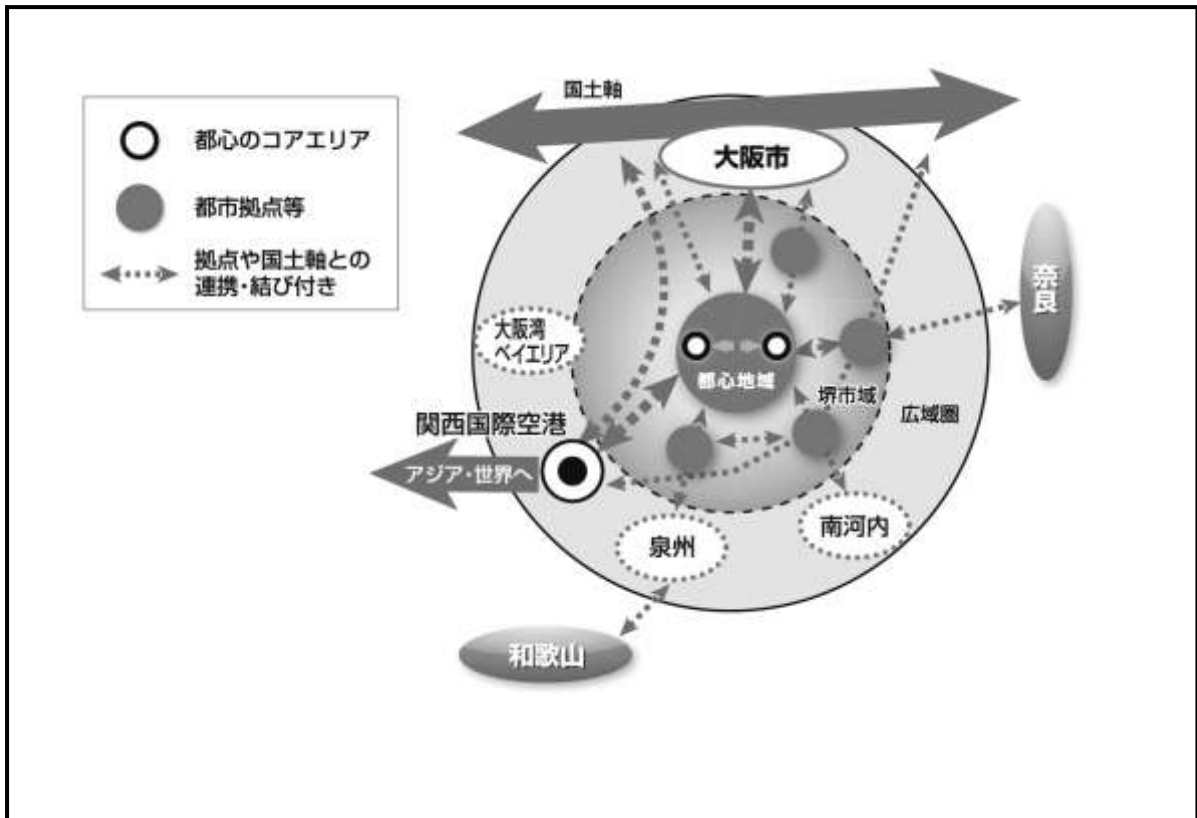 国土軸
都心のコアエリア
大阪市
都市拠点等
拠点や国土軸との
連携・結び付き
奈良
大阪湾
ベイエリア
都心地域
堺市域
広域圏
関西国際空港
アジア・世界へ
南河内
泉州
和歌山